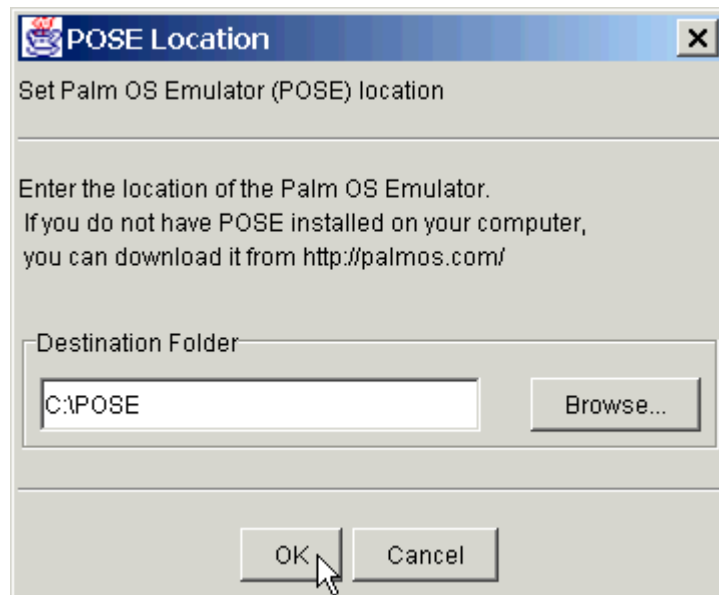 POSE Location
Set Palm OS Emulator (POSE) location
Enter the location of the Palm OS Emulator.
If you do not have POSE installed on your computer,
you can download it from http://palmos.com/
Destination Folder
C:\POSE
Browse...
OK
Cancel